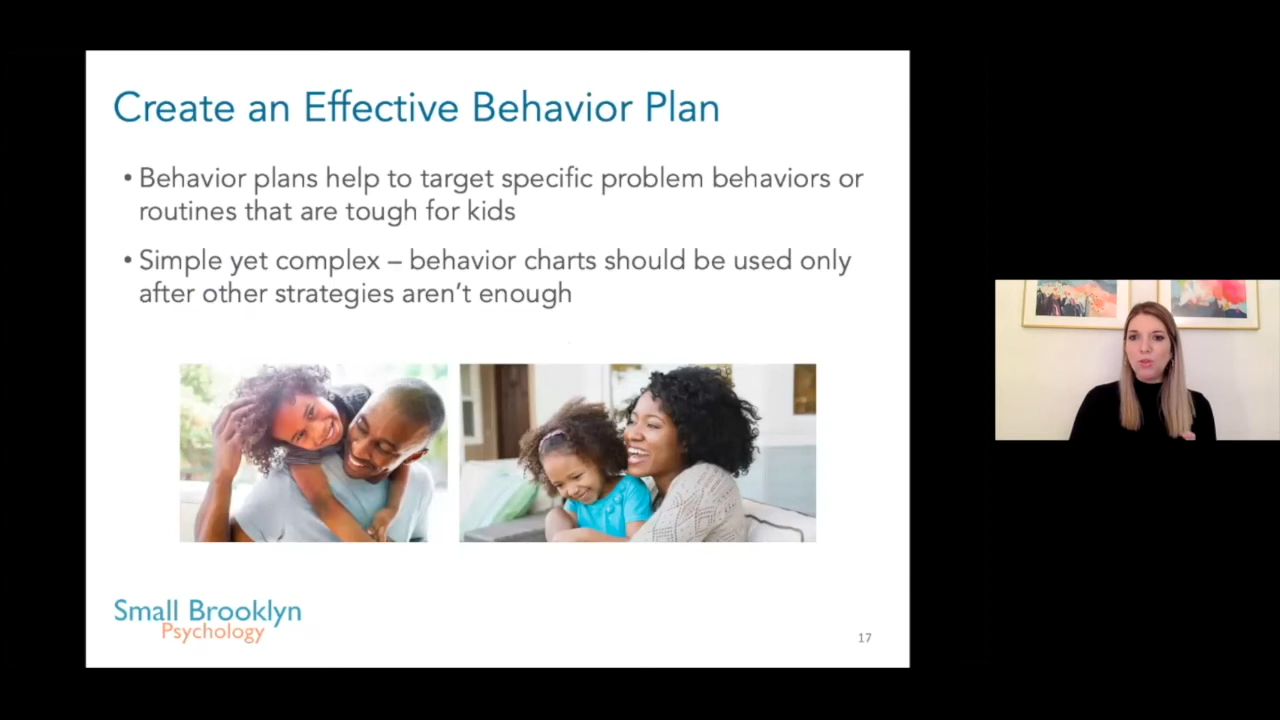 Create an Effective Behavior Plan
• Behavior plans help to target specific problem behaviors or
routines that are tough for kids
• Simple yet complex – behavior charts should be used only
after other strategies aren't enough
Small Brooklyn
Psychology
17